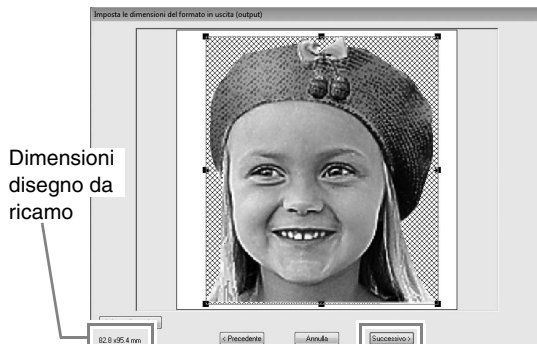 Imposta le dimensioni del formato in uscita (output)
Dimensioni
disegno da
ricamo
82.8 x95.4 mm
< Precedente
Annulla
Successivo >